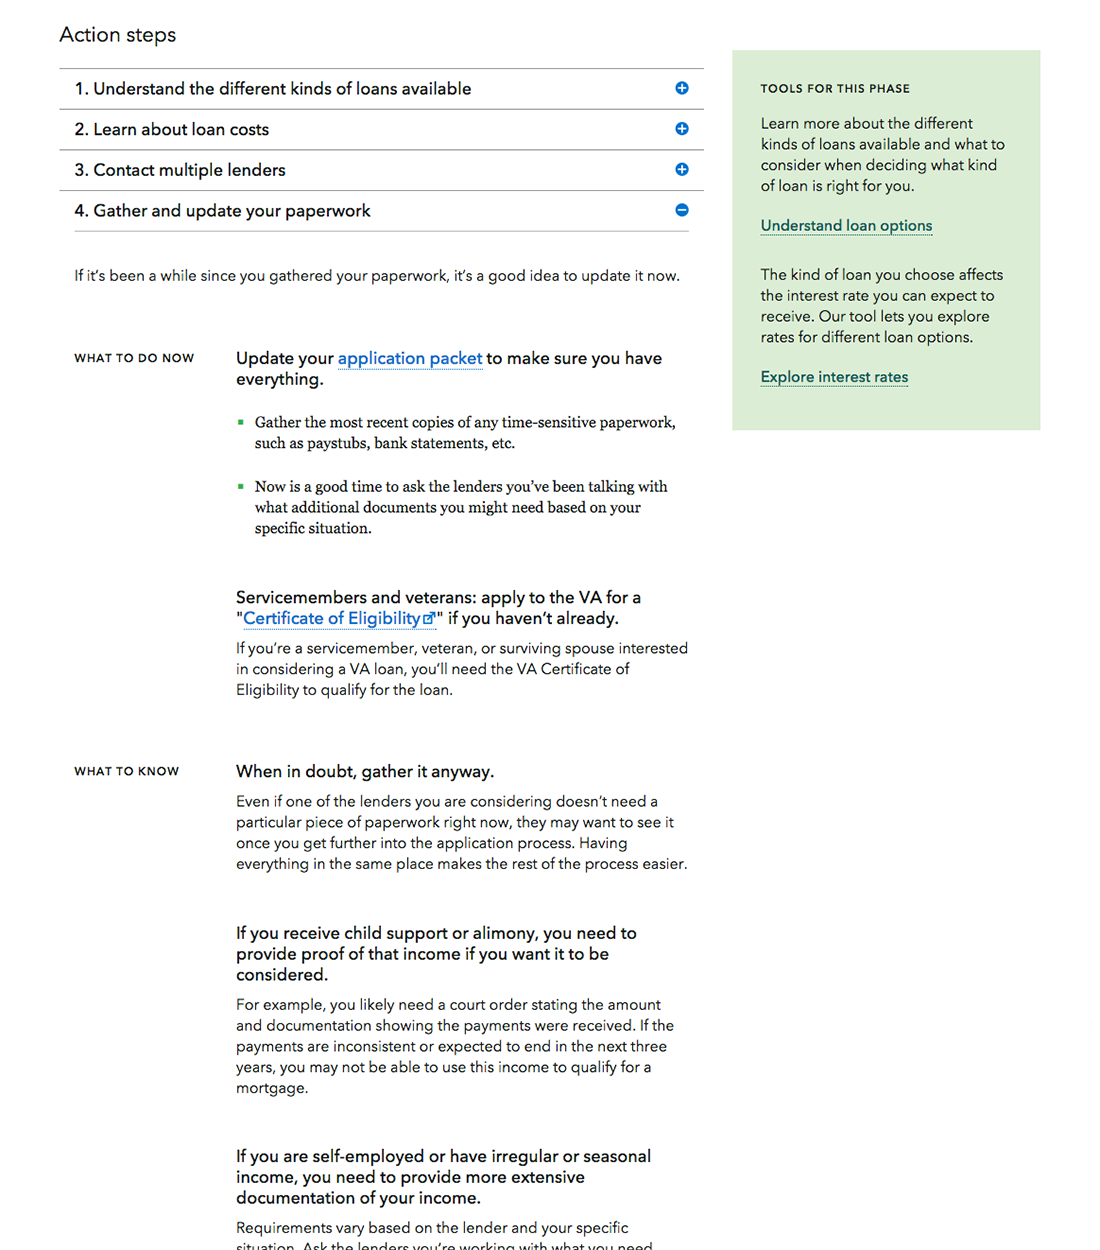 Action steps
1. Understand the different kinds of loans available
2. Learn about loan costs
3. Contact multiple lenders
4. Gather and update your paperwork
If it’s been a while since you gathered your paperwork, it’s a good idea to update it now.
WHAT TO DO NOW
Update your application packet to make sure you have
everything.
Gather the most recent copies of any time-sensitive paperwork,
such as paystubs, bank statements, etc.
Now is a good time to ask the lenders you’ve been talking with
what additional documents you might need based on your
specific situation.
Servicemembers and veterans: apply to the VA for a
"Certificate of Eligibility" if you haven’t already.
If you’re a servicemember, veteran, or surviving spouse interested
in considering a VA loan, you’ll need the VA Certificate of
Eligibility to qualify for the loan.
WHAT TO KNOW
When in doubt, gather it anyway.
Even if one of the lenders you are considering doesn’t need a
particular piece of paperwork right now, they may want to see it
once you get further into the application process. Having
everything in the same place makes the rest of the process easier.
If you receive child support or alimony, you need to
provide proof of that income if you want it to be
considered.
For example, you likely need a court order stating the amount
and documentation showing the payments were received. If the
payments are inconsistent or expected to end in the next three
years, you may not be able to use this income to qualify for a
mortgage.
If you are self-employed or have irregular or seasonal
income, you need to provide more extensive
documentation of your income.
Requirements vary based on the lender and your specific
situation. Ask the lenders you’re working with what you need
TOOLS FOR THIS PHASE
Learn more about the different
kinds of loans available and what to
consider when deciding what kind
of loan is right for you.
Understand loan options
The kind of loan you choose affects
the interest rate you can expect to
receive. Our tool lets you explore
rates for different loan options.
Explore interest rates